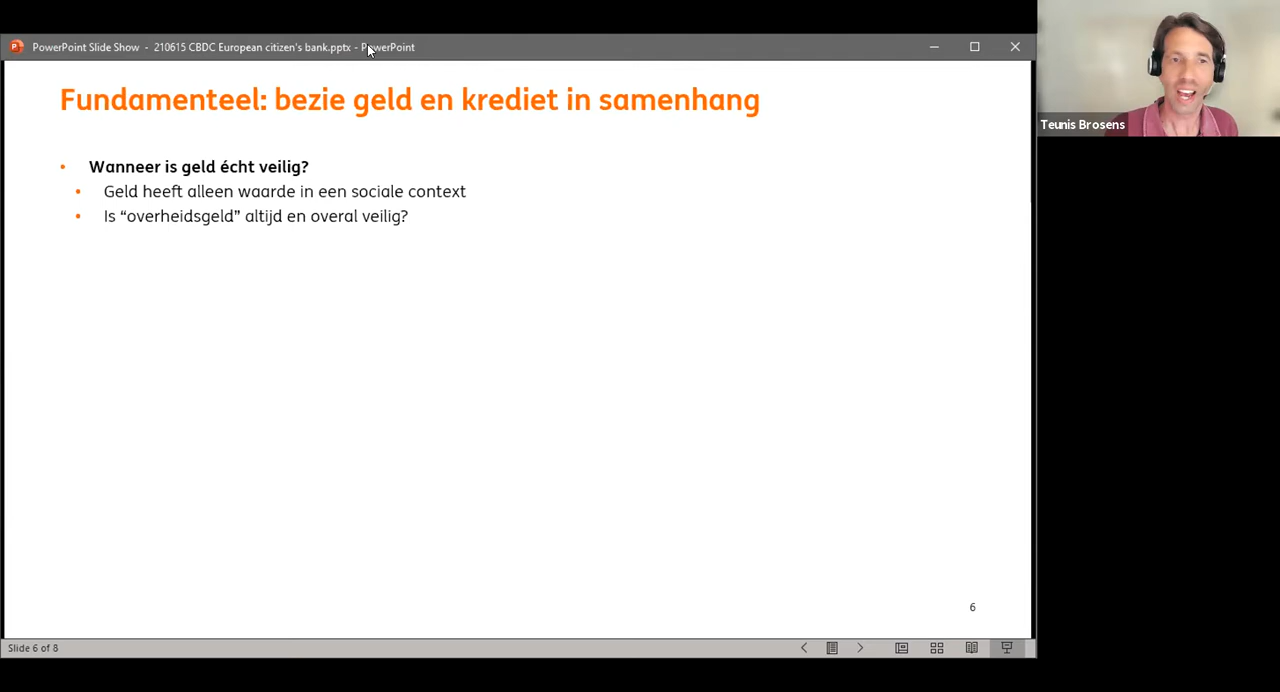 PowerPoint Slide Show - 210615 CBDC European citizen's bank.pptx - PowerPoint
Teunis Brosens
Fundamenteel: bezie geld en krediet in samenhang
• Wanneer is geld écht veilig?
• Geld heeft alleen waarde in een sociale context
• Is “overheidsgeld” altijd en overal veilig?
6
Slide 6 of 8